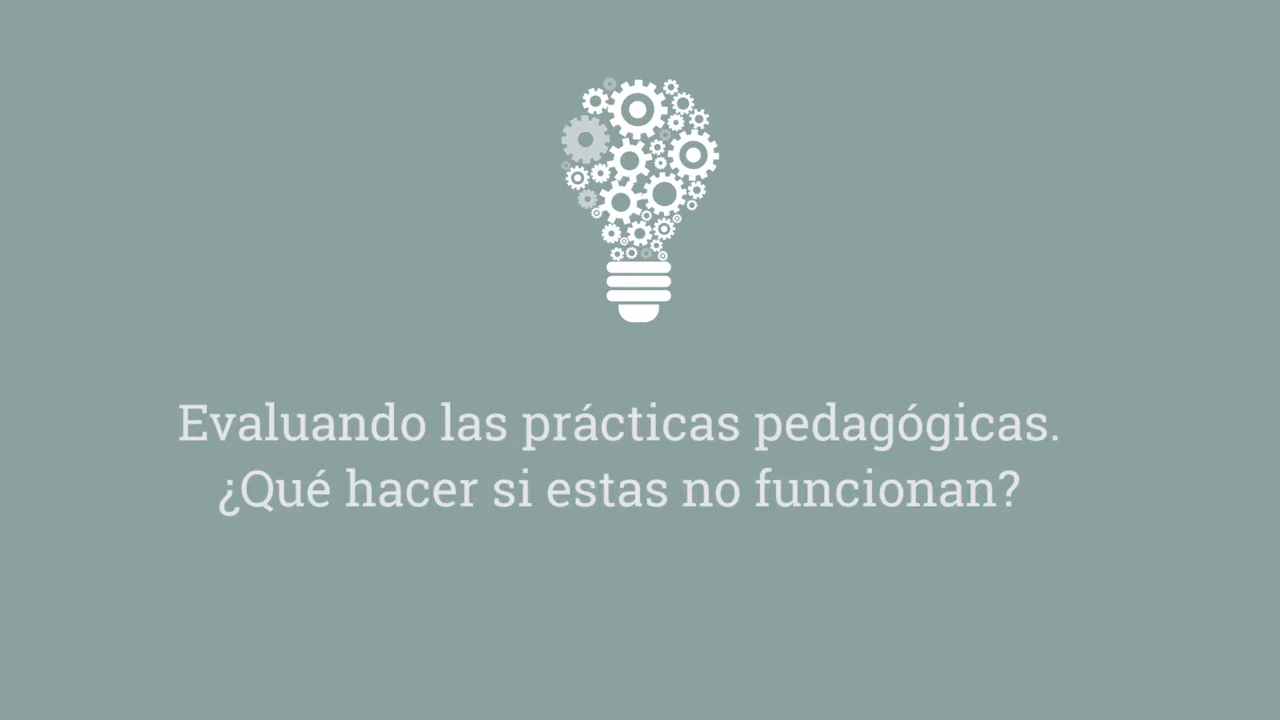 Evaluando las prácticas pedagógicas.
¿Qué hacer si estas no funcionan?